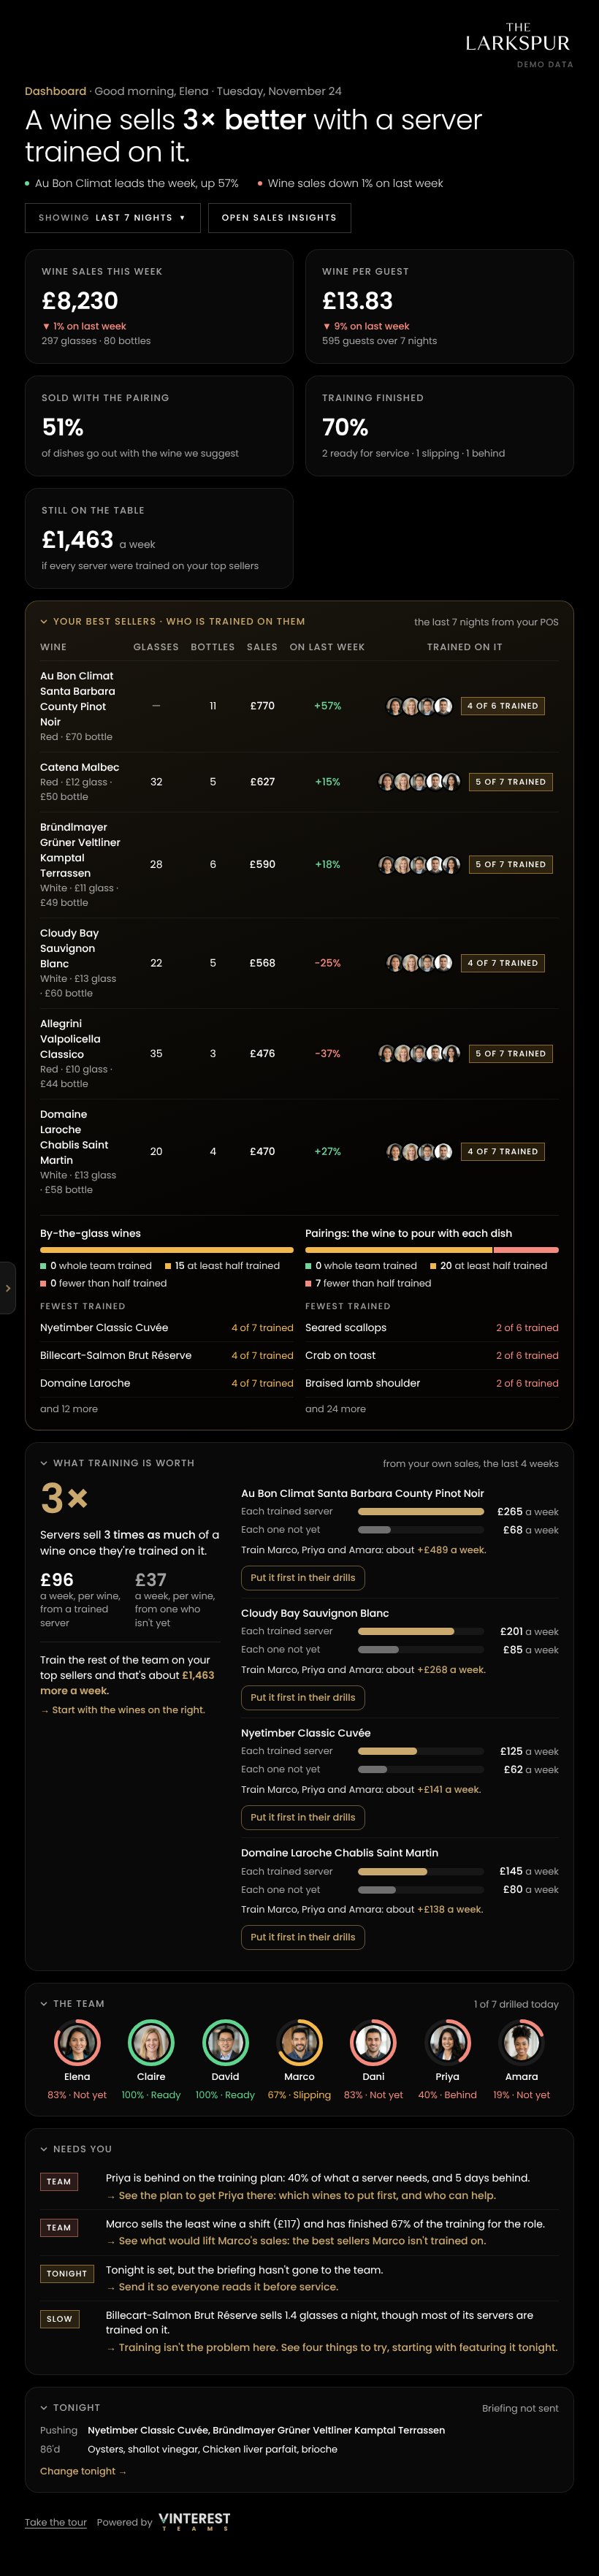 THE
LARKSPUR
DEMO DATA
Dashboard · Good morning, Elena · Tuesday, November 24
A wine sells 3× better with a server
trained on it.
Au Bon Climat leads the week, up 57% Wine sales down 1% on last week
SHOWING LAST 7 NIGHTS ▼ OPEN SALES INSIGHTS
WINE SALES THIS WEEK
£8,230
▼ 1% on last week
297 glasses · 80 bottles
WINE PER GUEST
£13.83
▼ 9% on last week
595 guests over 7 nights
SOLD WITH THE PAIRING
51%
of dishes go out with the wine we suggest
TRAINING FINISHED
70%
2 ready for service · 1 slipping · 1 behind
STILL ON THE TABLE
£1,463 a week
if every server were trained on your top sellers
YOUR BEST SELLERS · WHO IS TRAINED ON THEM the last 7 nights from your POS
WINE GLASSES BOTTLES SALES ON LAST WEEK TRAINED ON IT
Au Bon Climat
Santa Barbara
County Pinot
Noir
Red · £70 bottle
— 11 £770 +57% 4 OF 6 TRAINED
Catena Malbec
Red · £12 glass ·
£50 bottle
32 5 £627 +15% 5 OF 7 TRAINED
Bründlmayer
Grüner Veltliner
Kamptal
Terrassen
White · £11 glass ·
£49 bottle
28 6 £590 +18% 5 OF 7 TRAINED
Cloudy Bay
Sauvignon
Blanc
White · £13 glass
· £60 bottle
22 5 £568 -25% 4 OF 7 TRAINED
Allegrini
Valpolicella
Classico
Red · £10 glass ·
£44 bottle
35 3 £476 -37% 5 OF 7 TRAINED
Domaine
Laroche
Chablis Saint
Martin
White · £13 glass
· £58 bottle
20 4 £470 +27% 4 OF 7 TRAINED
By-the-glass wines
0 whole team trained 15 at least half trained
0 fewer than half trained
FEWEST TRAINED
Nyetimber Classic Cuvée 4 of 7 trained
Billecart-Salmon Brut Réserve 4 of 7 trained
Domaine Laroche 4 of 7 trained
and 12 more
Pairings: the wine to pour with each dish
0 whole team trained 20 at least half trained
7 fewer than half trained
FEWEST TRAINED
Seared scallops 2 of 6 trained
Crab on toast 2 of 6 trained
Braised lamb shoulder 2 of 6 trained
and 24 more
WHAT TRAINING IS WORTH from your own sales, the last 4 weeks
3×
Servers sell 3 times as much of a
wine once they're trained on it.
£96
a week, per wine,
from a trained
server
£37
a week, per wine,
from one who
isn't yet
Train the rest of the team on your
top sellers and that's about £1,463
more a week.
→ Start with the wines on the right.
Au Bon Climat Santa Barbara County Pinot Noir
Each trained server £265 a week
Each one not yet £68 a week
Train Marco, Priya and Amara: about +£489 a week.
Put it first in their drills
Cloudy Bay Sauvignon Blanc
Each trained server £201 a week
Each one not yet £85 a week
Train Marco, Priya and Amara: about +£268 a week.
Put it first in their drills
Nyetimber Classic Cuvée
Each trained server £125 a week
Each one not yet £62 a week
Train Marco, Priya and Amara: about +£141 a week.
Put it first in their drills
Domaine Laroche Chablis Saint Martin
Each trained server £145 a week
Each one not yet £80 a week
Train Marco, Priya and Amara: about +£138 a week.
Put it first in their drills
THE TEAM 1 of 7 drilled today
Elena Claire David Marco Dani Priya Amara
83% · Not yet 100% · Ready 100% · Ready 67% · Slipping 83% · Not yet 40% · Behind 19% · Not yet
NEEDS YOU
TEAM Priya is behind on the training plan: 40% of what a server needs, and 5 days behind.
→ See the plan to get Priya there: which wines to put first, and who can help.
TEAM Marco sells the least wine a shift (£117) and has finished 67% of the training for the role.
→ See what would lift Marco's sales: the best sellers Marco isn't trained on.
TONIGHT Tonight is set, but the briefing hasn't gone to the team.
→ Send it so everyone reads it before service.
SLOW Billecart-Salmon Brut Réserve sells 1.4 glasses a night, though most of its servers are
trained on it.
→ Training isn't the problem here. See four things to try, starting with featuring it tonight.
TONIGHT Briefing not sent
Pushing Nyetimber Classic Cuvée, Bründlmayer Grüner Veltliner Kamptal Terrassen
86'd Oysters, shallot vinegar, Chicken liver parfait, brioche
Change tonight →
Take the tour Powered by VINTEREST
TEAMS